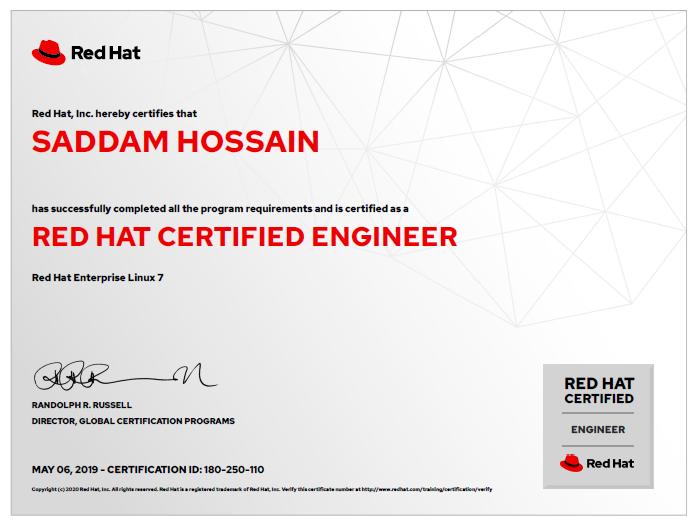 Red Hat
Red Hat, Inc. hereby certifies that
SADDAM HOSSAIN
has successfully completed all the program requirements and is certified as a
RED HAT CERTIFIED ENGINEER
Red Hat Enterprise Linux 7
RANDOLPH R. RUSSELL
DIRECTOR, GLOBAL CERTIFICATION PROGRAMS
MAY 06, 2019 - CERTIFICATION ID: 180-250-110
Copyright (c) 2020 Red Hat, Inc. All rights reserved. Red Hat is a registered trademark of Red Hat, Inc. Verify this certificate number at http://www.redhat.com/training/certification/verify
RED HAT
CERTIFIED
ENGINEER
Red Hat